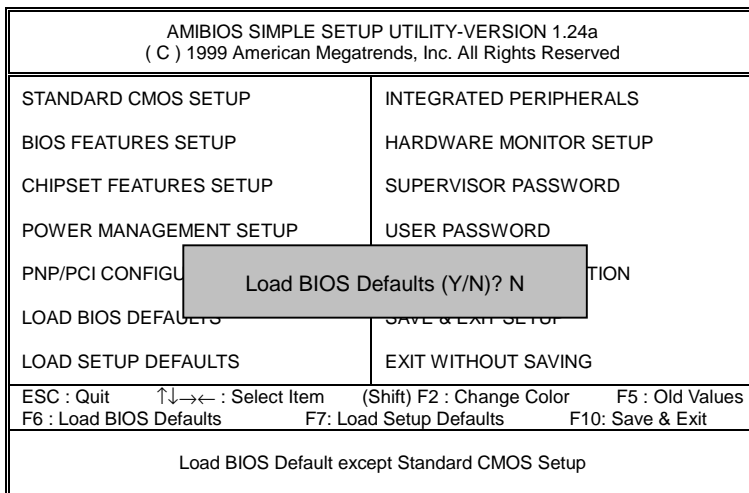 AMIBIOS SIMPLE SETUP UTILITY-VERSION 1.24a
( C ) 1999 American Megatrends, Inc. All Rights Reserved
STANDARD CMOS SETUP
BIOS FEATURES SETUP
CHIPSET FEATURES SETUP
POWER MANAGEMENT SETUP
PNP/PCI
LOAD BIOS DEFAULTS
LOAD SETUP DEFAULTS
INTEGRATED PERIPHERALS
HARDWARE MONITOR SETUP
SUPERVISOR PASSWORD
USER PASSWORD
SAVE & EXIT SETUP
EXIT WITHOUT SAVING
Load BIOS Defaults (Y/N)? N
ESC : Quit ↑↓→← : Select Item (Shift) F2 : Change Color F5 : Old Values
F6 : Load BIOS Defaults F7: Load Setup Defaults F10: Save & Exit
Load BIOS Default except Standard CMOS Setup